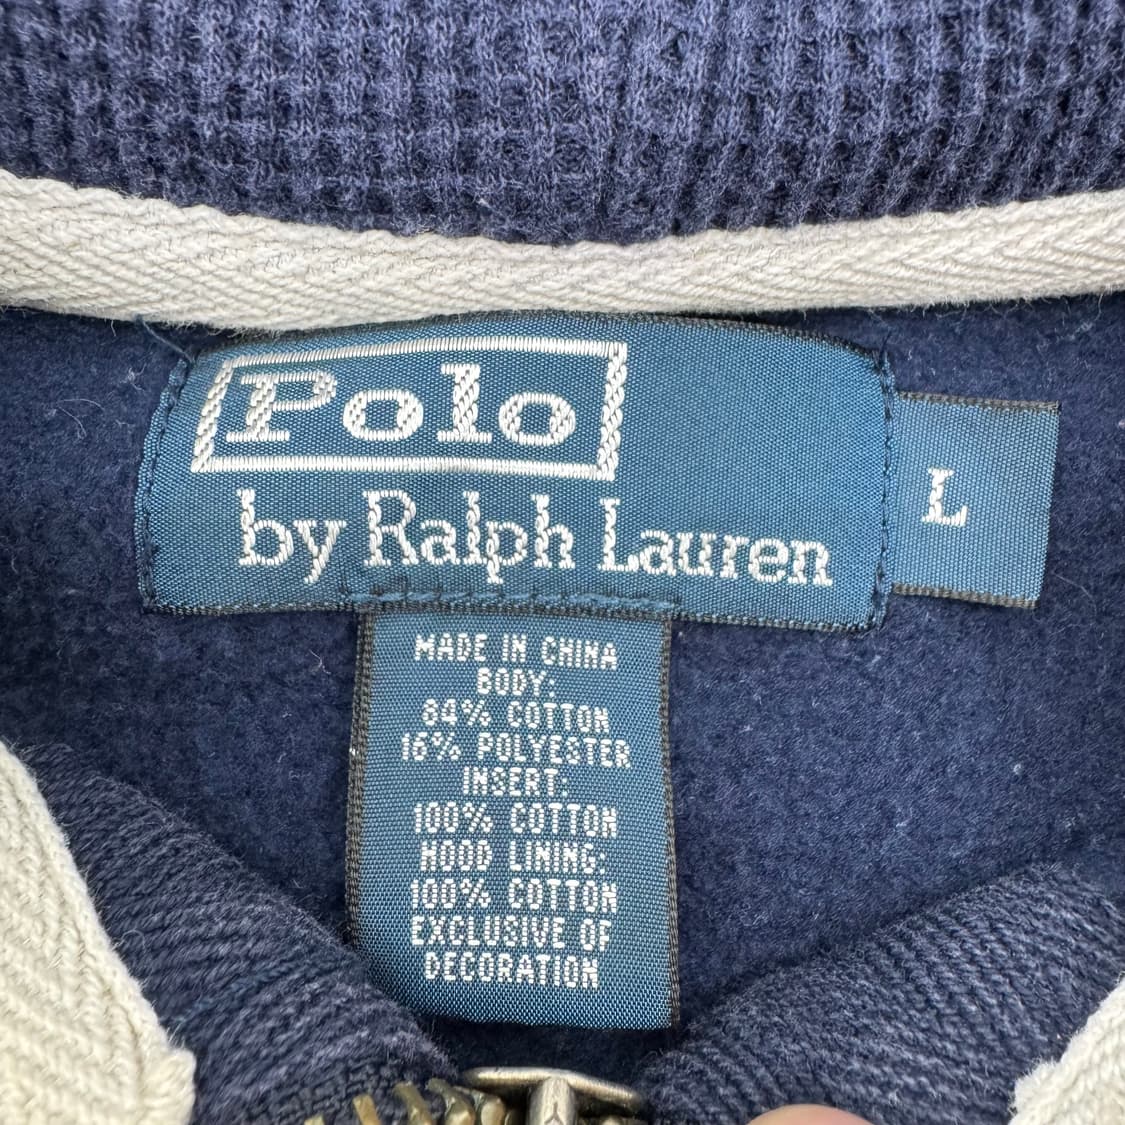 Polo
by Ralph Lauren
L
MADE IN CHINA
BODY:
84% COTTON
16% POLYESTER
INSERT:
100% COTTON
HOOD LINING:
100% COTTON
EXCLUSIVE OF
DECORATION